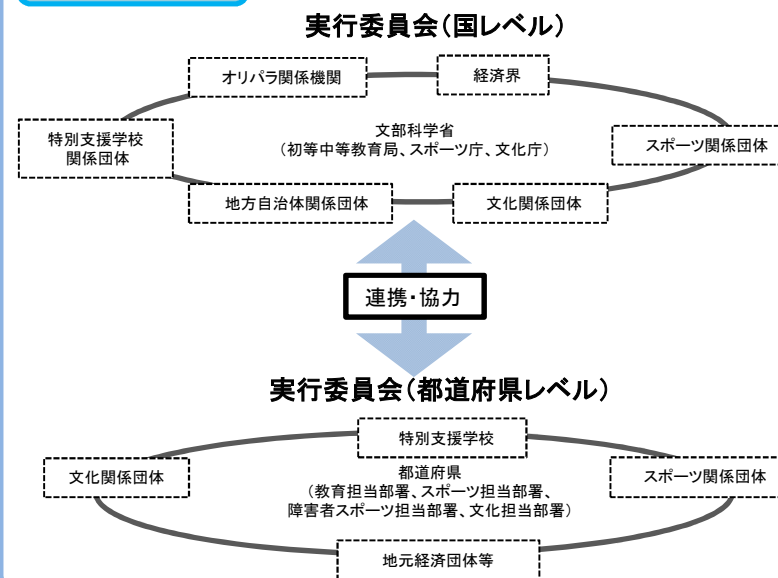 実行委員会(国レベル)
オリパラ関係機関
経済界
特別支援学校
関係団体
文部科学省
(初等中等教育局、スポーツ庁、文化庁)
スポーツ関係団体
地方自治体関係団体
文化関係団体
連携・協力
実行委員会(都道府県レベル)
特別支援学校
文化関係団体
都道府県
(教育担当部署、スポーツ担当部署、
障害者スポーツ担当部署、文化担当部署)
スポーツ関係団体
地元経済団体等